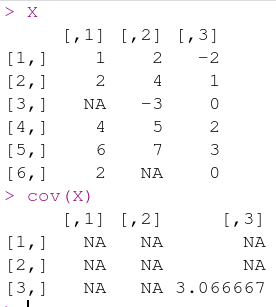 > X
     [,1] [,2] [,3]
[1,]    1    2   -2
[2,]    2    4    1
[3,]   NA   -3    0
[4,]    4    5    2
[5,]    6    7    3
[6,]    2   NA    0
> cov(X)
     [,1] [,2]     [,3]
[1,]   NA   NA       NA
[2,]   NA   NA       NA
[3,]   NA   NA 3.066667